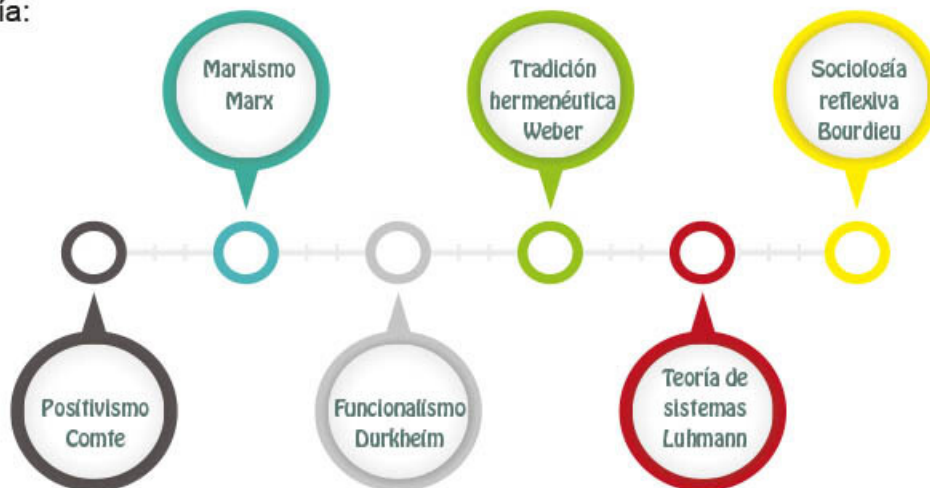 ía:
Marxismo
Marx
Tradición
hermenéutica
Weber
Sociología
reflexiva
Bourdieu
Positivismo
Comte
Funcionalismo
Durkheim
Teoría de
sistemas
Luhmann